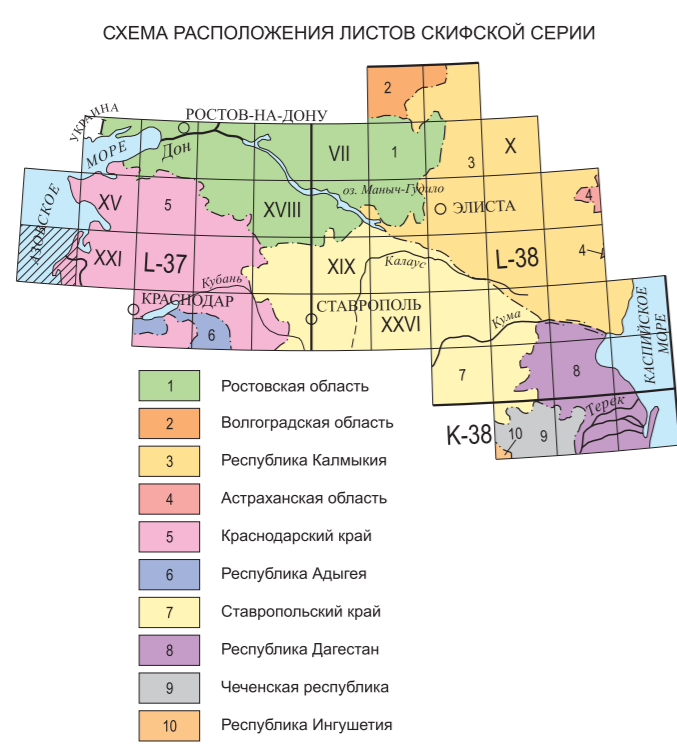 СХЕМА РАСПОЛОЖЕНИЯ ЛИСТОВ СКИФСКОЙ СЕРИИ
2
УКРАИНА
РОСТОВ-НА-ДОНУ
МОРЕ
Дон
VII
1
3
X
АЗОВСКОЕ
XV
5
XVIII
оз. Маныч-Гудило
ЭЛИСТА
4
XXI
L-37
XIX
Калаус
L-38
4
Кубань
КРАСНОДАР
СТАВРОПОЛЬ
6
XXVI
Кума
КАСПИЙСКОЕ
МОРЕ
7
8
Терек
K-38
10
9
1 Ростовская область
2 Волгоградская область
3 Республика Калмыкия
4 Астраханская область
5 Краснодарский край
6 Республика Адыгея
7 Ставропольский край
8 Республика Дагестан
9 Чеченская республика
10 Республика Ингушетия